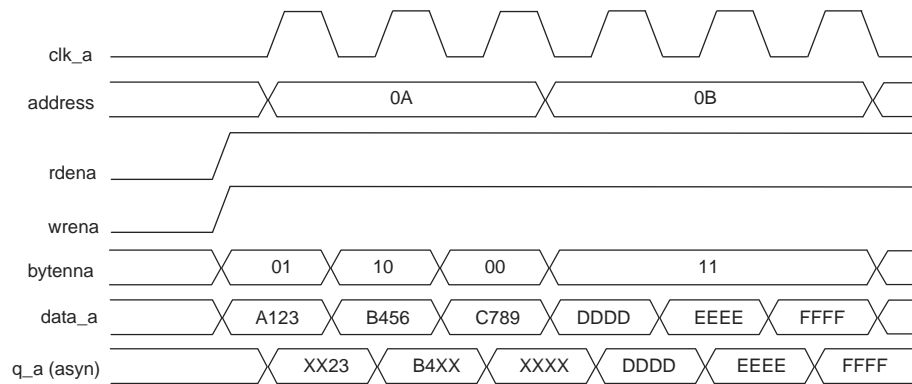 clk_a
address 0A 0B
rdena
wrena
bytenna 01 10 00 11
data_a A123 B456 C789 DDDD EEEE FFFF
q_a (asyn) XX23 B4XX XXXX DDDD EEEE FFFF